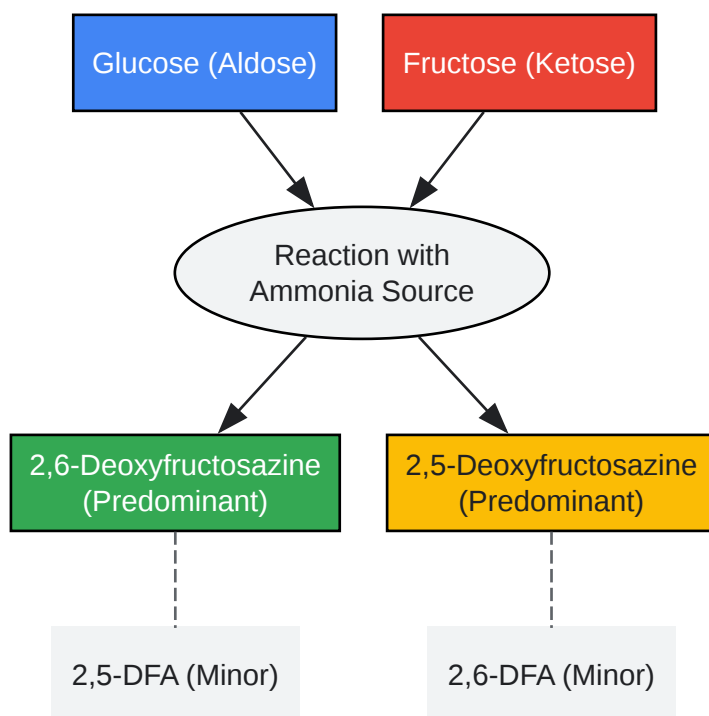 Glucose (Aldose)
Fructose (Ketose)
Reaction with
Ammonia Source
2,6-Deoxyfructosazine
(Predominant)
2,5-Deoxyfructosazine
(Predominant)
2,5-DFA (Minor)
2,6-DFA (Minor)